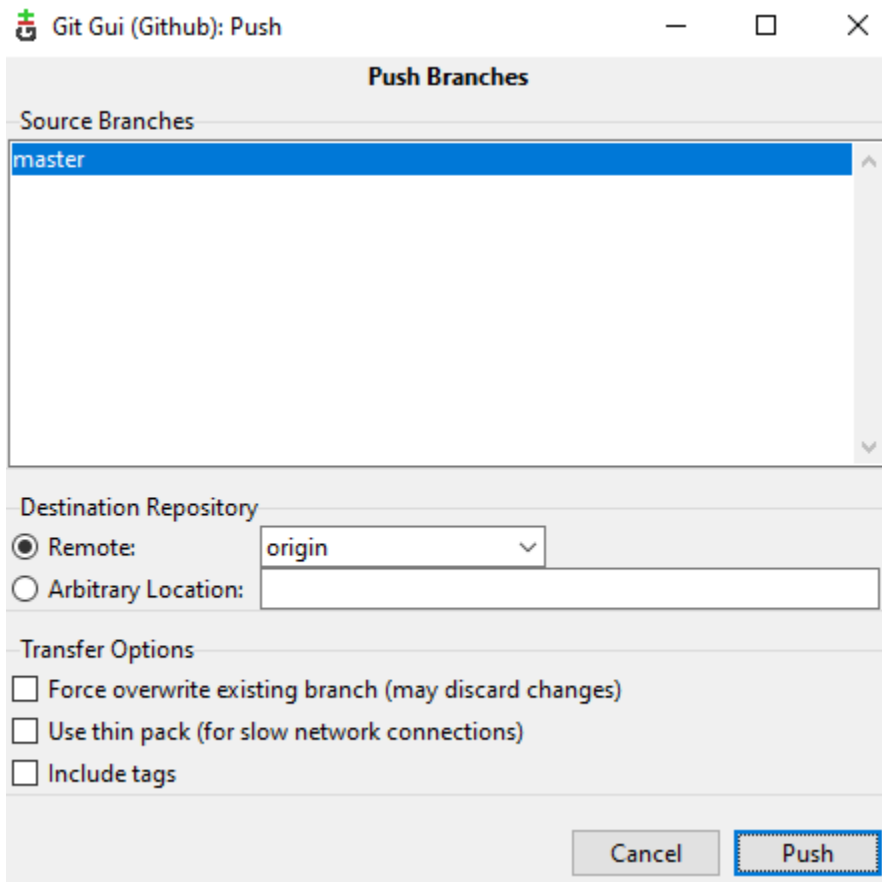 Git Gui (Github): Push
Push Branches
Source Branches
master
Destination Repository
Remote: origin
Arbitrary Location:
Transfer Options
Force overwrite existing branch (may discard changes)
Use thin pack (for slow network connections)
Include tags
Cancel Push